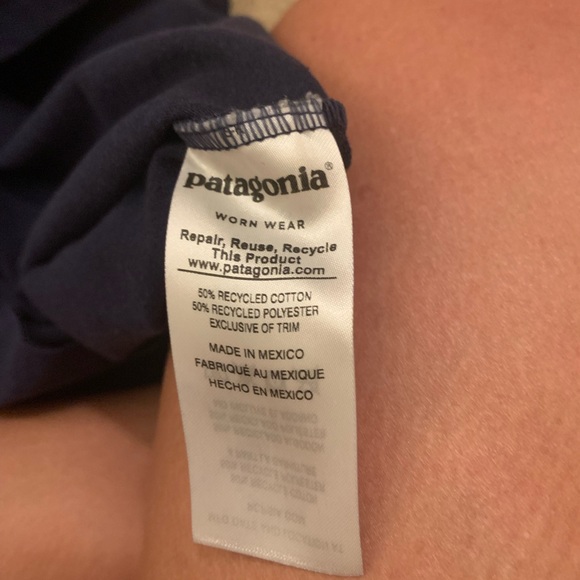 patagonia®
WORN WEAR
Repair, Reuse, Recycle
This Product
www.patagonia.com
50% RECYCLED COTTON
50% RECYCLED POLYESTER
EXCLUSIVE OF TRIM
MADE IN MEXICO
FABRIQUÉ AU MEXIQUE
HECHO EN MEXICO